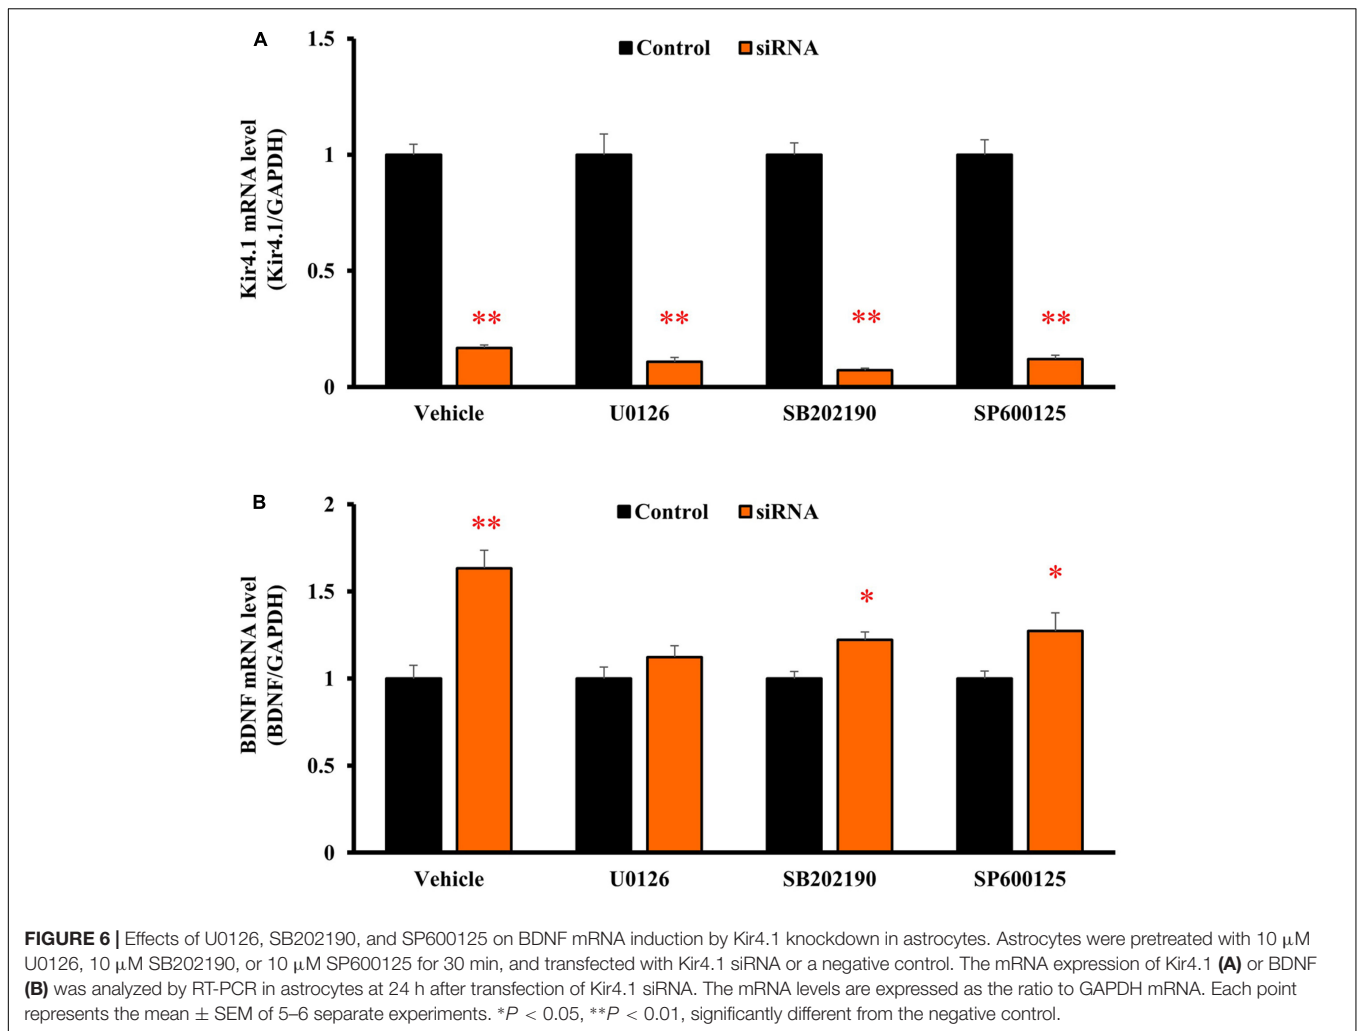 A
1.5
Control siRNA
1
0.5
0
Kir4.1 mRNA level
(Kir4.1/GAPDH)
** ** ** **
Vehicle U0126 SB202190 SP600125
B
2
Control siRNA
1.5
1
0.5
0
BDNF mRNA level
(BDNF/GAPDH)
** * *
Vehicle U0126 SB202190 SP600125
FIGURE 6 | Effects of U0126, SB202190, and SP600125 on BDNF mRNA induction by Kir4.1 knockdown in astrocytes. Astrocytes were pretreated with 10 μM
U0126, 10 μM SB202190, or 10 μM SP600125 for 30 min, and transfected with Kir4.1 siRNA or a negative control. The mRNA expression of Kir4.1 (A) or BDNF
(B) was analyzed by RT-PCR in astrocytes at 24 h after transfection of Kir4.1 siRNA. The mRNA levels are expressed as the ratio to GAPDH mRNA. Each point
represents the mean ± SEM of 5–6 separate experiments. *P < 0.05, **P < 0.01, significantly different from the negative control.